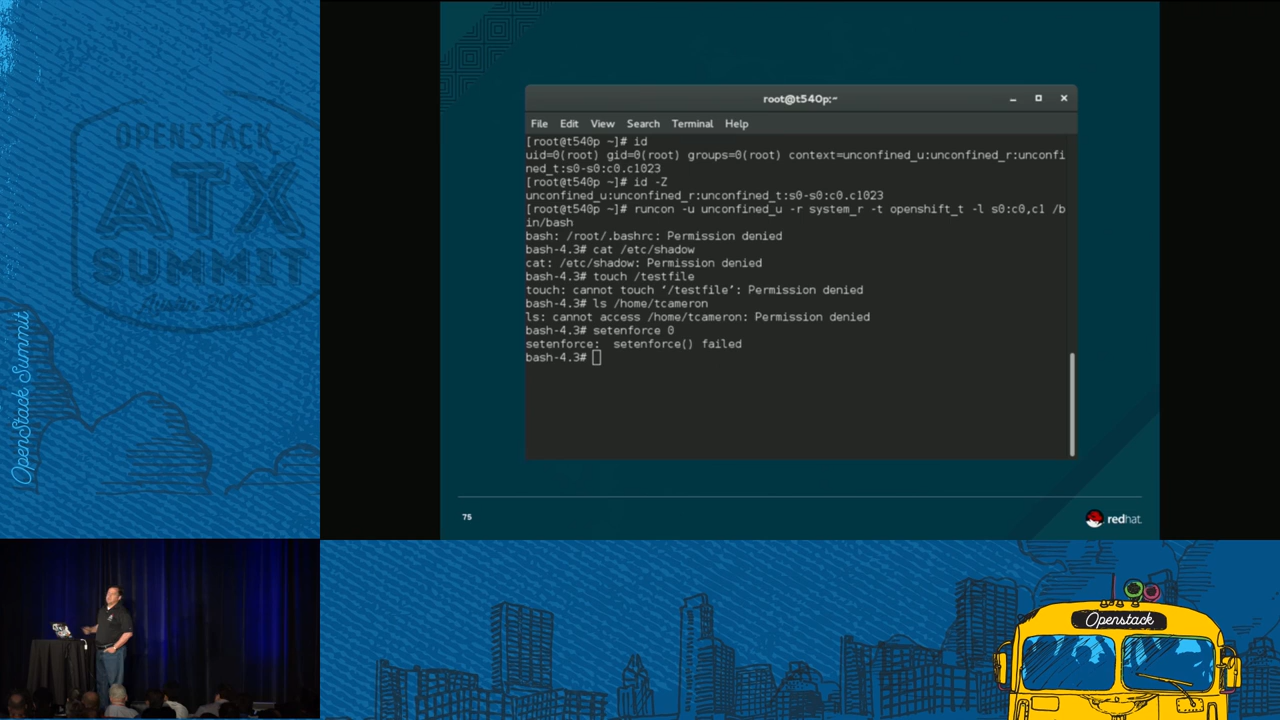 OPENSTACK
ATX
SUMMIT
Austin 2016
OpenStack Summit
root@t540p:~
File Edit View Search Terminal Help
[root@t540p ~]# id
uid=0(root) gid=0(root) groups=0(root) context=unconfined_u:unconfined_r:unconfi
ned_t:s0-s0:c0.c1023
[root@t540p ~]# id -Z
unconfined_u:unconfined_r:unconfined_t:s0-s0:c0.c1023
[root@t540p ~]# runcon -u unconfined_u -r system_r -t openshift_t -l s0:c0,c1 /b
in/bash
bash: /root/.bashrc: Permission denied
bash-4.3# cat /etc/shadow
cat: /etc/shadow: Permission denied
bash-4.3# touch /testfile
touch: cannot touch ‘/testfile’: Permission denied
bash-4.3# ls /home/tcameron
ls: cannot access /home/tcameron: Permission denied
bash-4.3# setenforce 0
setenforce:  setenforce() failed
bash-4.3#
75
redhat.
Openstack